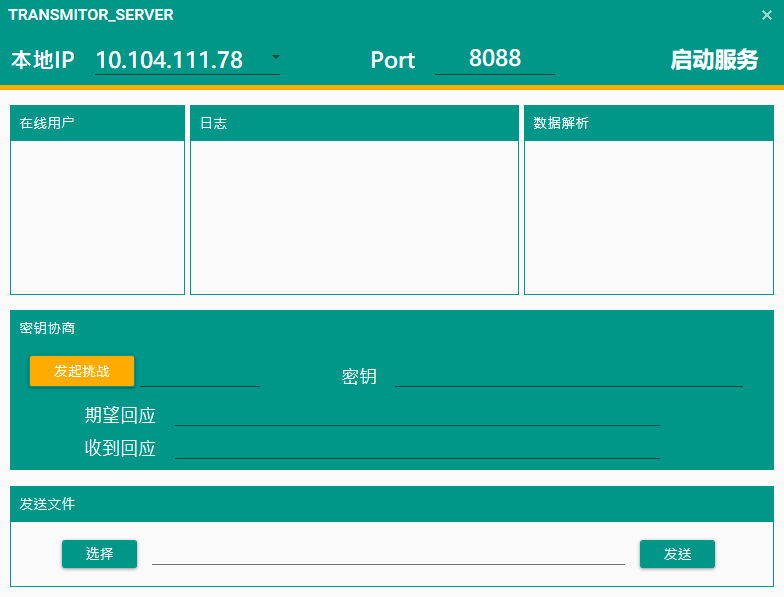 TRANSMITOR_SERVER
本地IP 10.104.111.78 Port 8088 启动服务
在线用户 日志 数据解析
密钥协商
发起挑战 密钥
期望回应
收到回应
发送文件
选择 发送